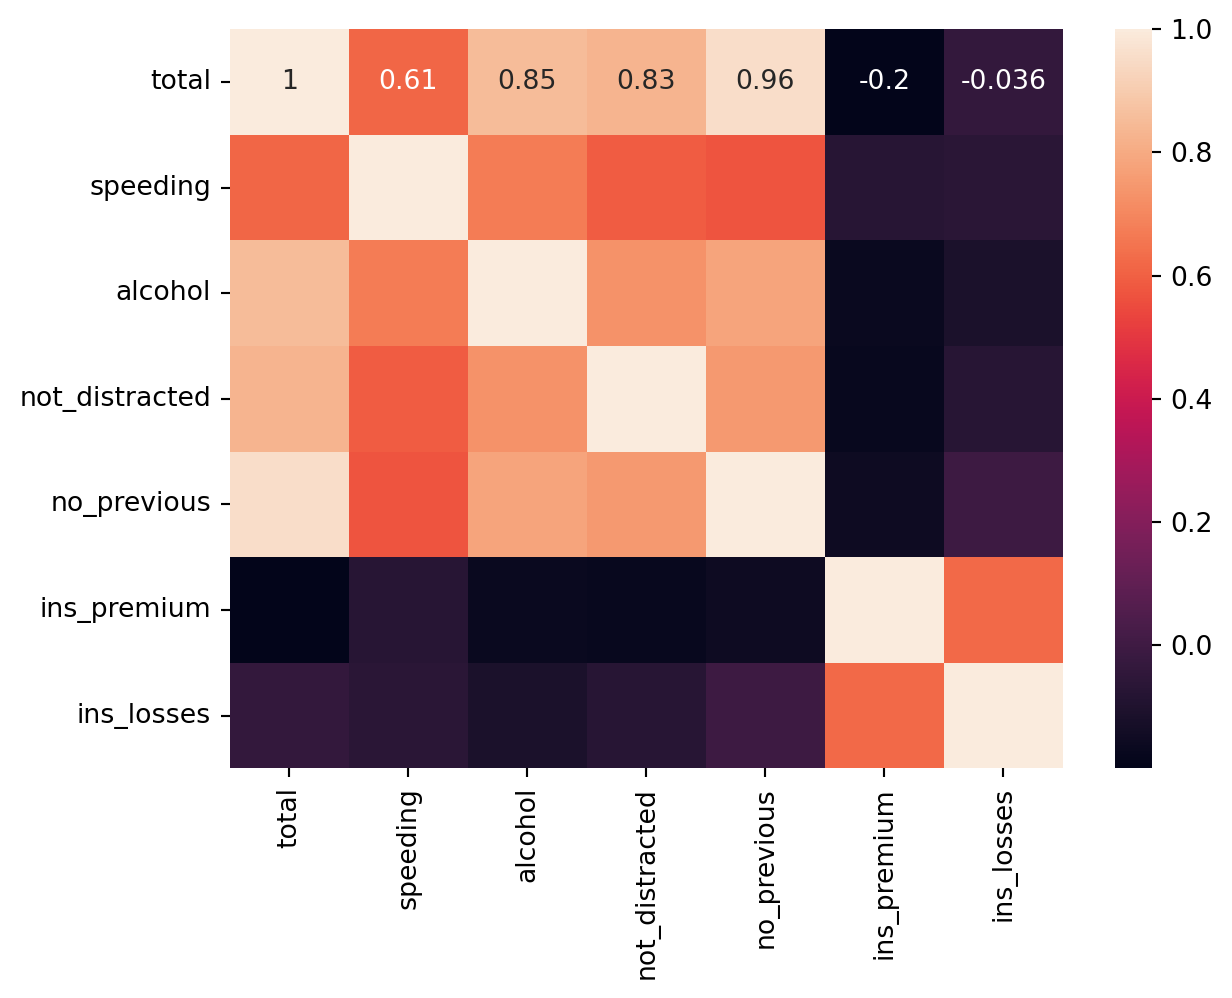 total 1 0.61 0.85 0.83 0.96 -0.2 -0.036
speeding
alcohol
not_distracted
no_previous
ins_premium
ins_losses
total
speeding
alcohol
not_distracted
no_previous
ins_premium
ins_losses
1.0
0.8
0.6
0.4
0.2
0.0